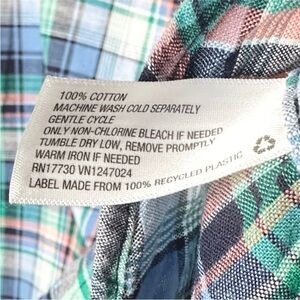 100% COTTON
MACHINE WASH COLD SEPARATELY
GENTLE CYCLE
ONLY NON-CHLORINE BLEACH IF NEEDED
TUMBLE DRY LOW, REMOVE PROMPTLY
WARM IRON IF NEEDED
RN17730 VN1247024
LABEL MADE FROM 100% RECYCLED PLASTIC